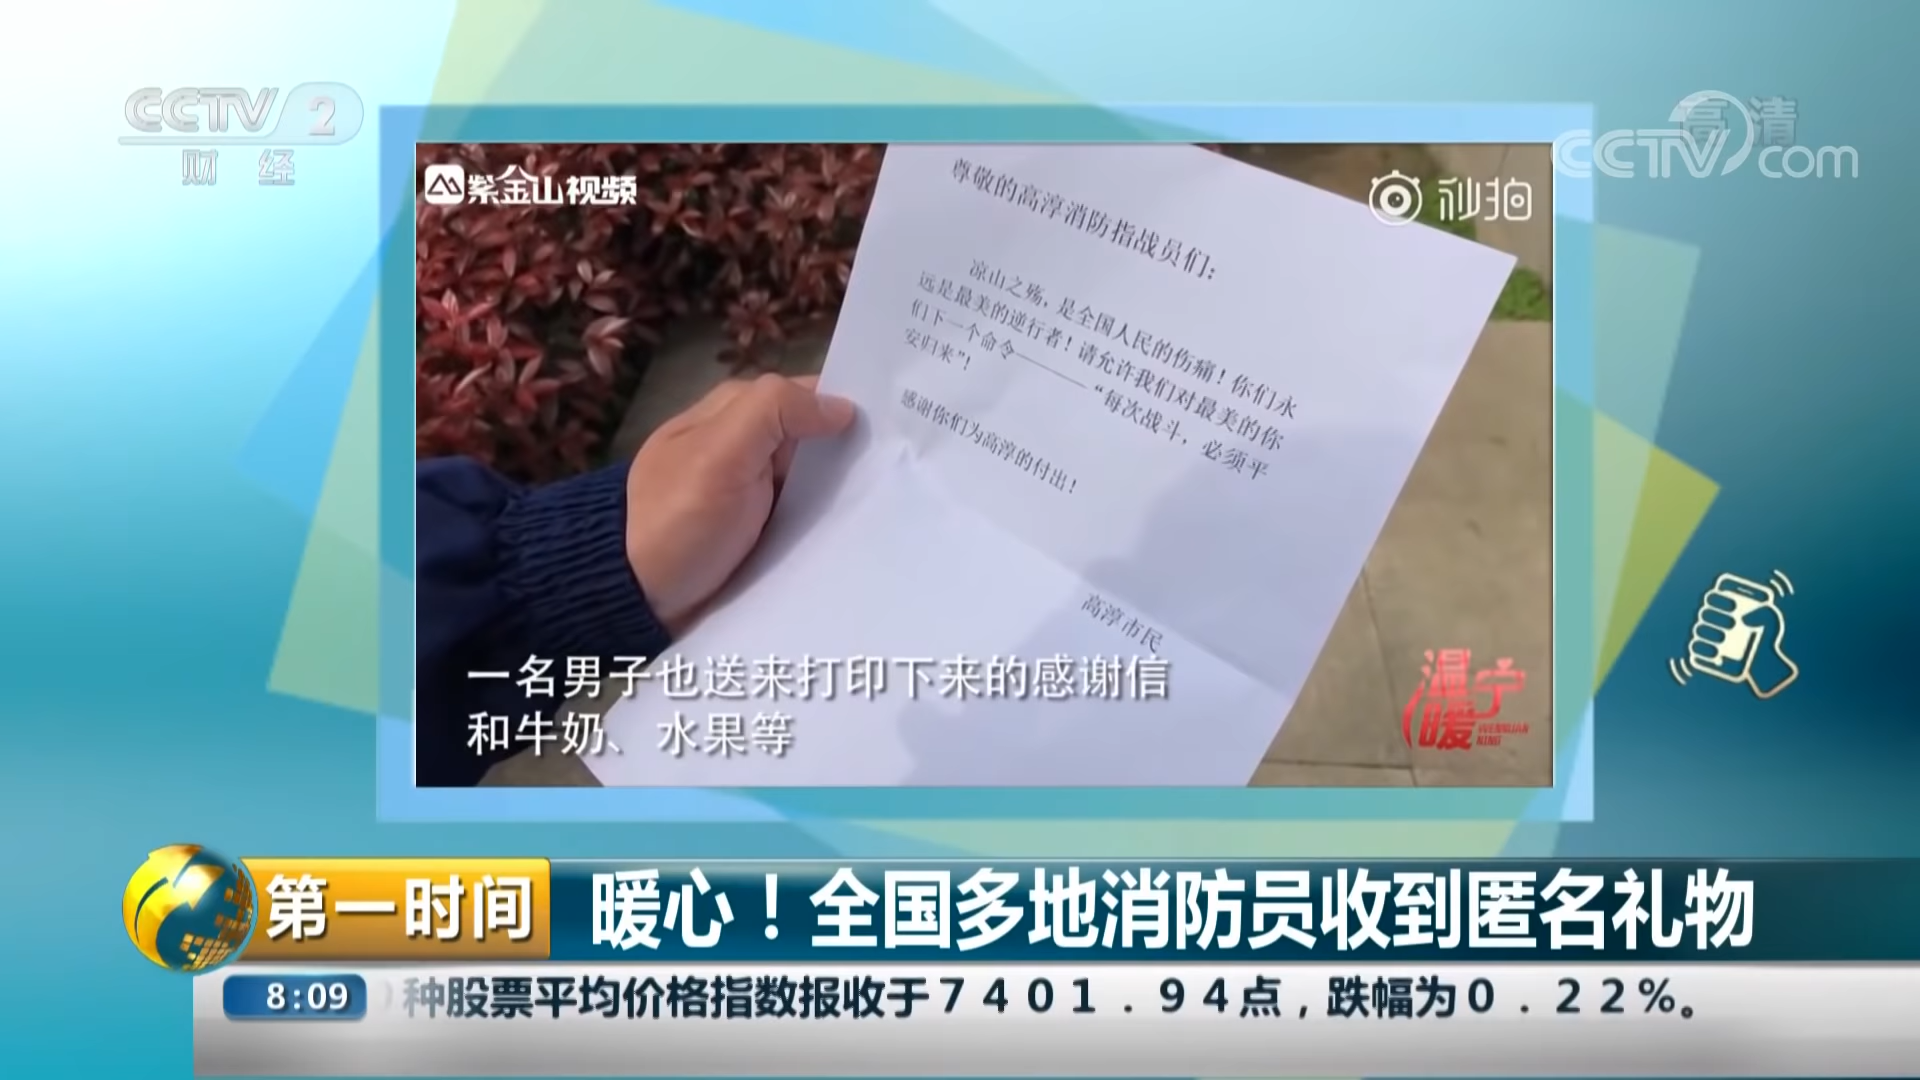 CCTV 2
财 经
高清
CCTV com
紫金山视频
秒拍
尊敬的高淳消防指战员们：
凉山之殇，是全国人民的伤痛！你们永
远是最美的逆行者！请允许我们对最美的你
们下一个命令————“每次战斗，必须平
安归来”！
感谢你们为高淳的付出！
高淳市民
一名男子也送来打印下来的感谢信
和牛奶、水果等
温暖宁
第一时间
暖心！全国多地消防员收到匿名礼物
8:09
种股票平均价格指数报收于7401.94点，跌幅为0.22%。